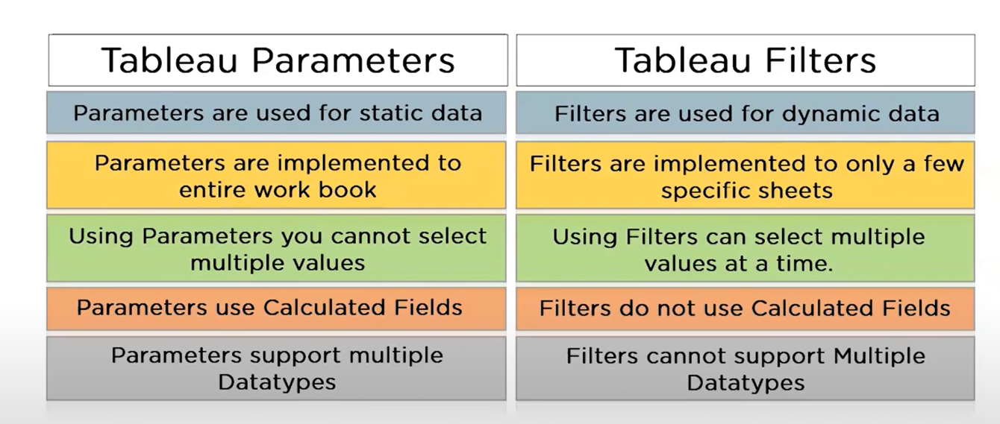 Tableau Parameters
Tableau Filters
Parameters are used for static data
Filters are used for dynamic data
Parameters are implemented to
entire work book
Filters are implemented to only a few
specific sheets
Using Parameters you cannot select
multiple values
Using Filters can select multiple
values at a time.
Parameters use Calculated Fields
Filters do not use Calculated Fields
Parameters support multiple
Datatypes
Filters cannot support Multiple
Datatypes